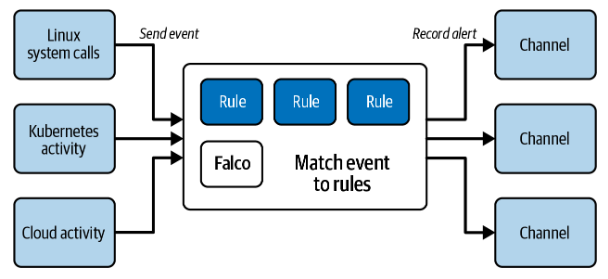 Linux
system calls
Send event
Record alert
Channel
Rule
Rule
Rule
Kubernetes
activity
Channel
Falco
Match event
to rules
Cloud activity
Channel